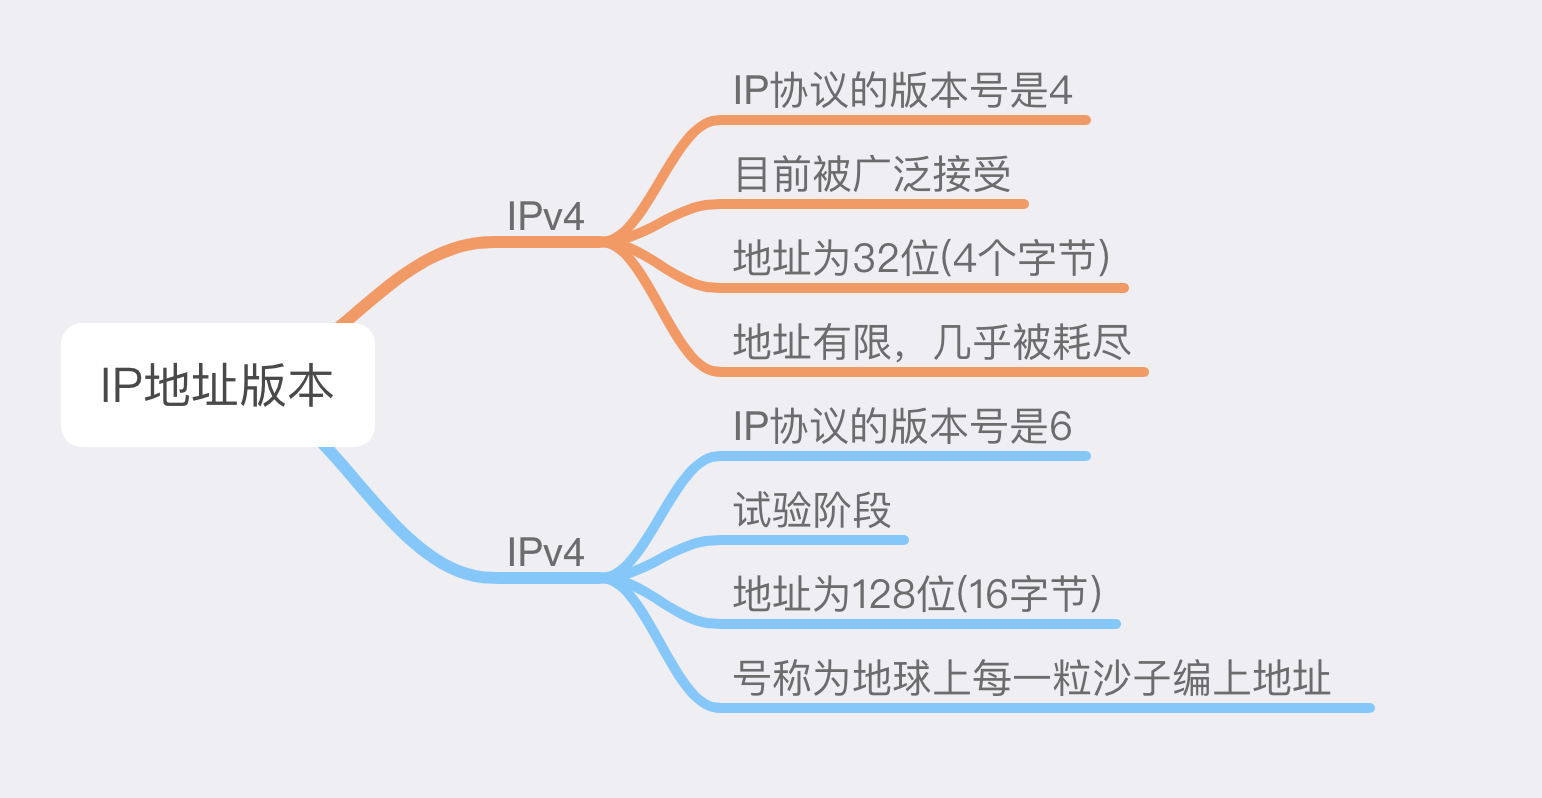 IP地址版本
IPv4
IP协议的版本号是4
目前被广泛接受
地址为32位(4个字节)
地址有限，几乎被耗尽
IPv4
IP协议的版本号是6
试验阶段
地址为128位(16字节)
号称为地球上每一粒沙子编上地址